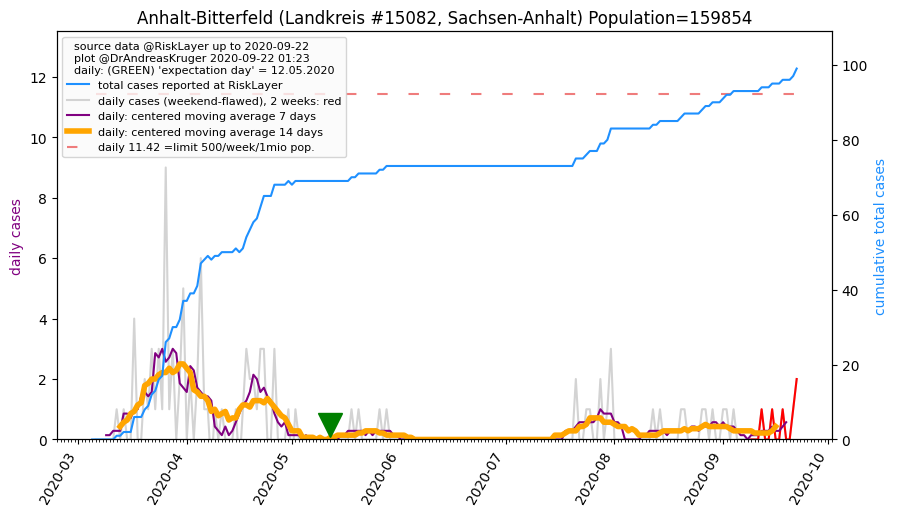 Anhalt-Bitterfeld (Landkreis #15082, Sachsen-Anhalt) Population=159854
source data @RiskLayer up to 2020-09-22
plot @DrAndreasKruger 2020-09-22 01:23
daily: (GREEN) 'expectation day' = 12.05.2020
total cases reported at RiskLayer
daily cases (weekend-flawed), 2 weeks: red
daily: centered moving average 7 days
daily: centered moving average 14 days
daily 11.42 =limit 500/week/1mio pop.
daily cases
12
10
8
6
4
2
0
cumulative total cases
100
80
60
40
20
0
2020-03
2020-04
2020-05
2020-06
2020-07
2020-08
2020-09
2020-10